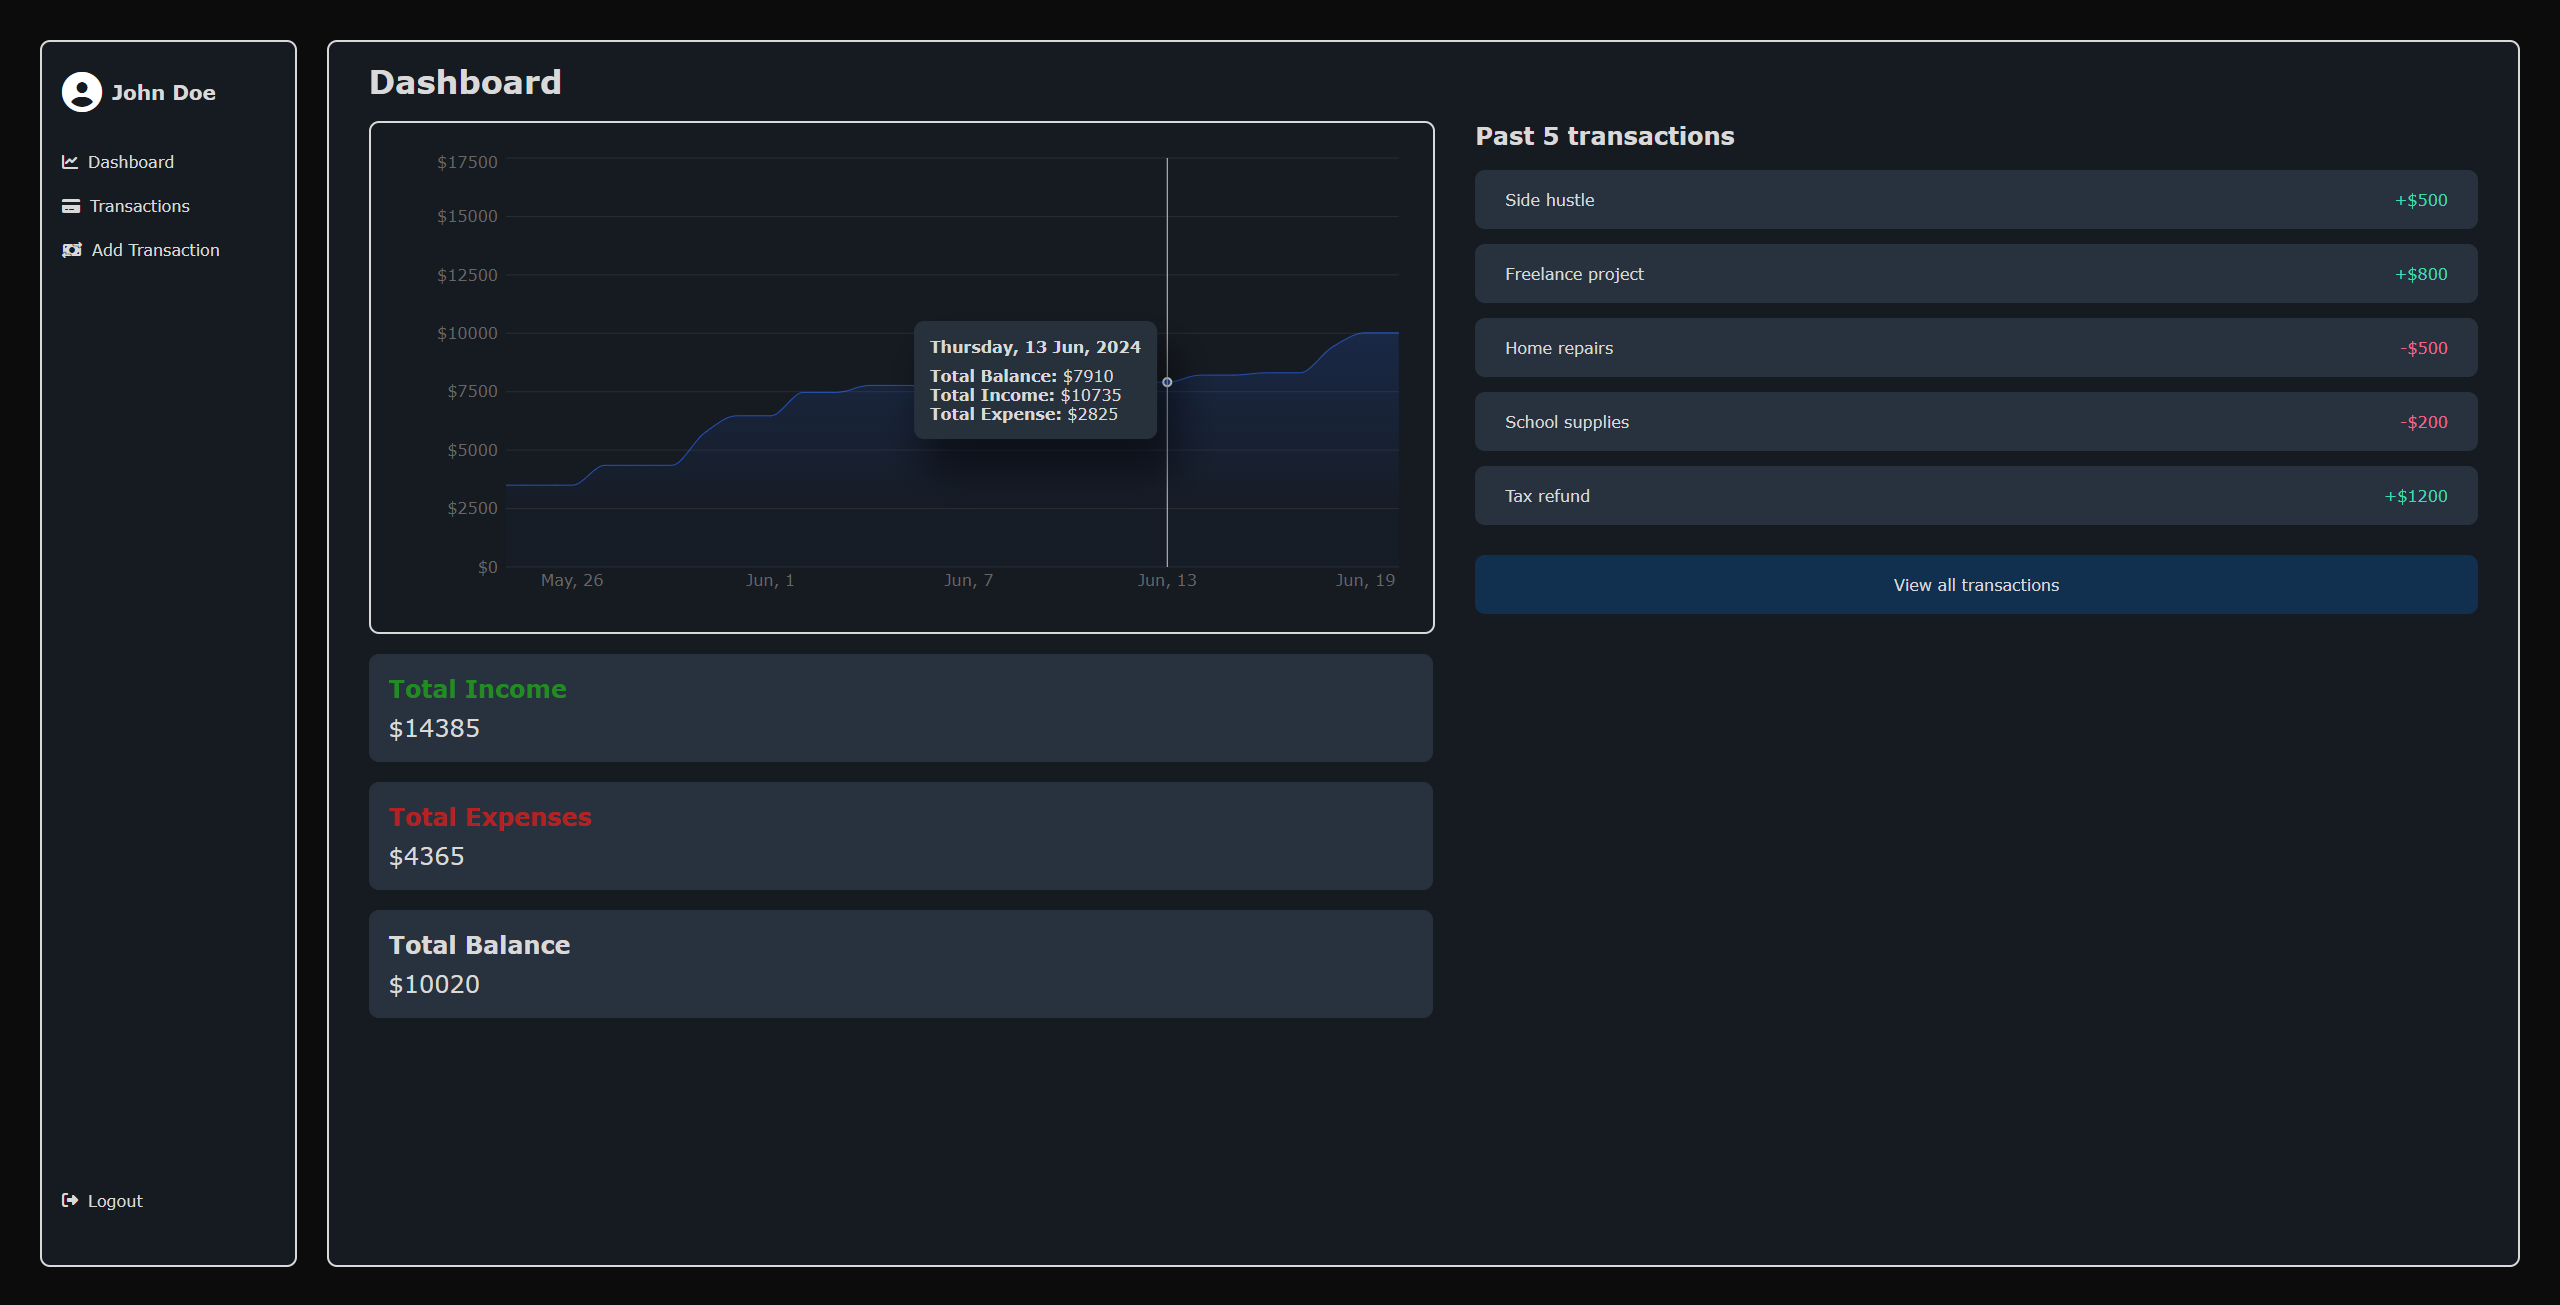 John Doe
Dashboard
Transactions
Add Transaction
Logout
Dashboard
$17500
$15000
$12500
$10000
$7500
$5000
$2500
$0
May, 26
Jun, 1
Jun, 7
Jun, 13
Jun, 19
Thursday, 13 Jun, 2024
Total Balance: $7910
Total Income: $10735
Total Expense: $2825
Total Income
$14385
Total Expenses
$4365
Total Balance
$10020
Past 5 transactions
Side hustle +$500
Freelance project +$800
Home repairs -$500
School supplies -$200
Tax refund +$1200
View all transactions